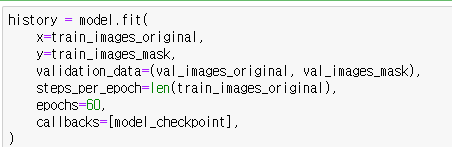 history = model.fit(
    x=train_images_original,
    y=train_images_mask,
    validation_data=(val_images_original, val_images_mask),
    steps_per_epoch=len(train_images_original),
    epochs=60,
    callbacks=[model_checkpoint],
)